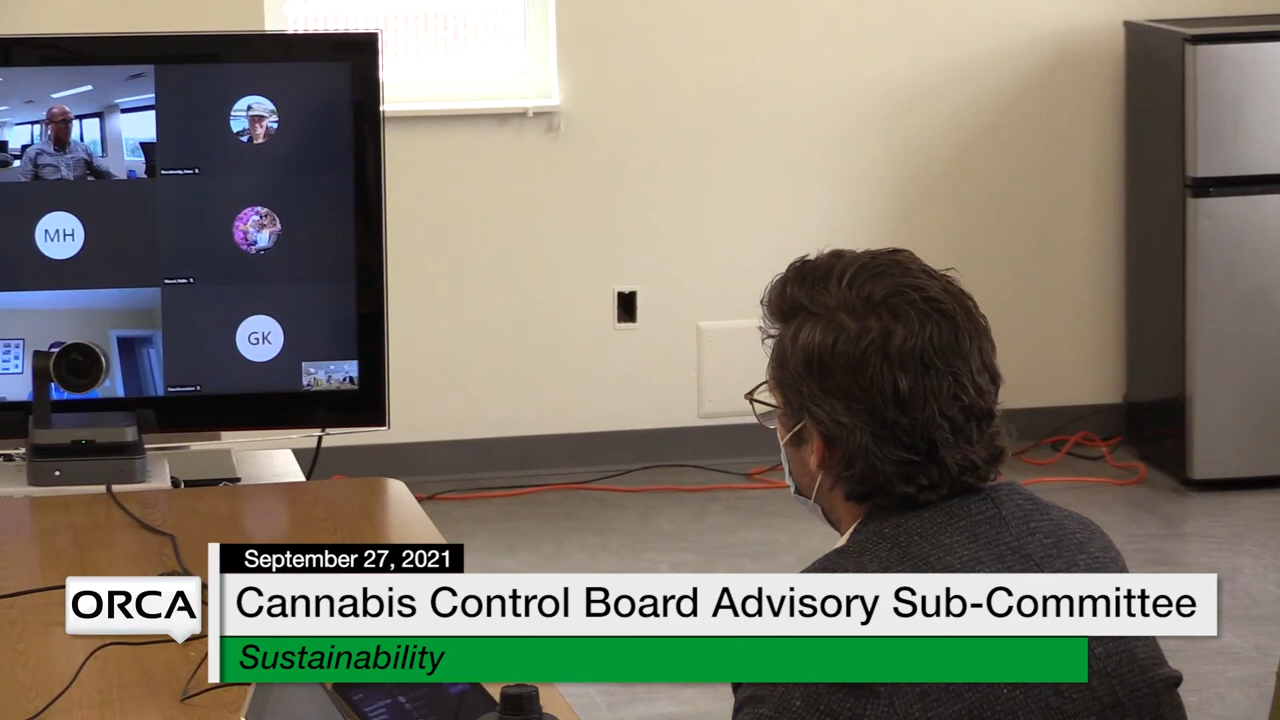 MH
GK
September 27, 2021
ORCA
Cannabis Control Board Advisory Sub-Committee
Sustainability